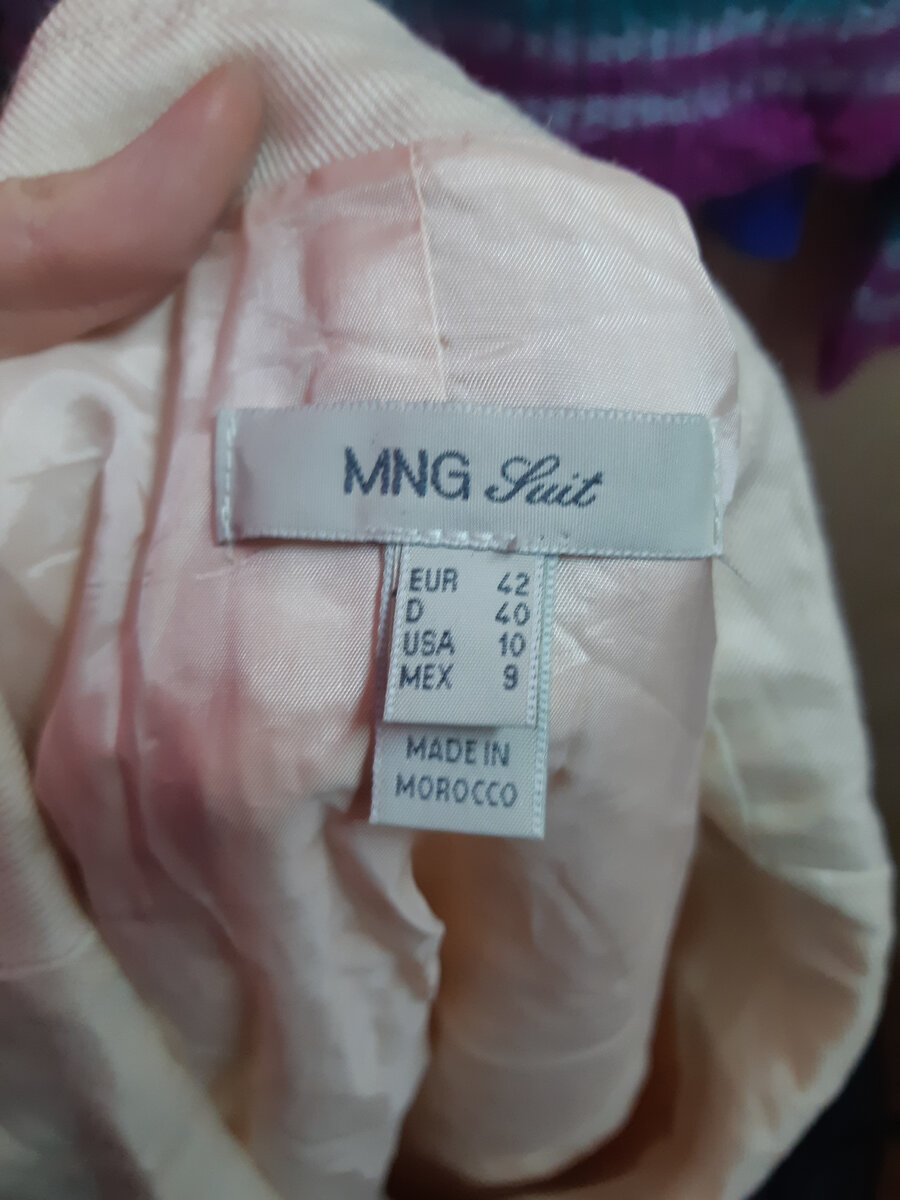 MNG Suit
EUR 42
D 40
USA 10
MEX 9
MADE IN
MOROCCO